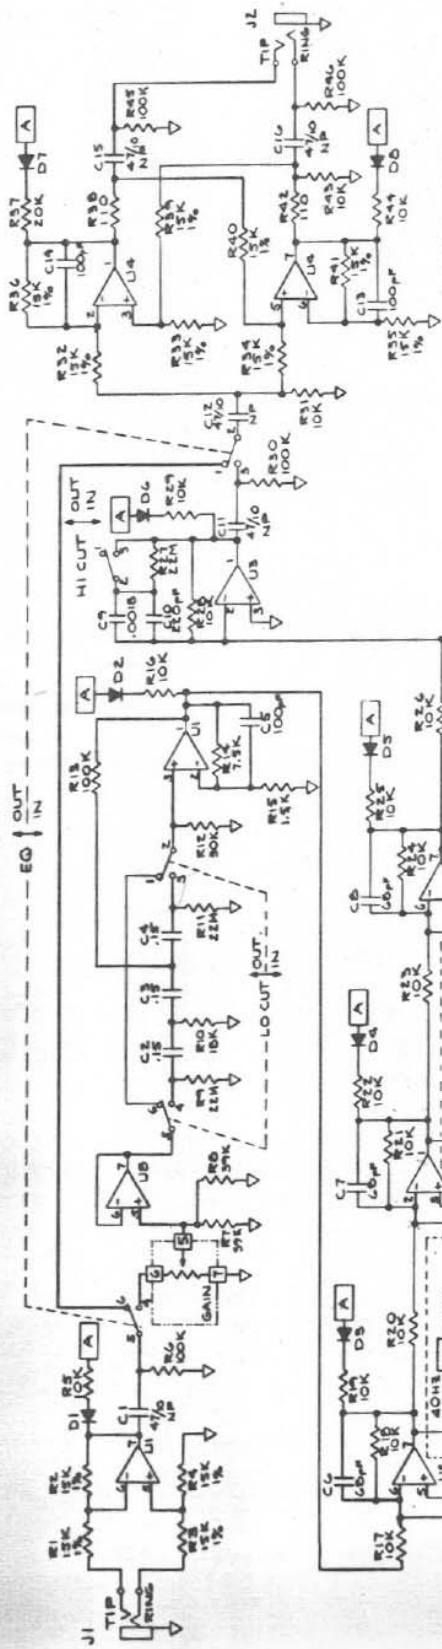 J1
TIP
RING
R1
15K
1%
R2
15K
1%
R3
15K
1%
R4
15K
1%
U1
D1
R5
10K
A
C1
47/10
NP
R6
100K
EQ
OUT
IN
GAIN
R7
39K
R8
39K
U8
R9
22M
C2
.15
R10
18K
C3
.15
C4
.15
R11
22M
LO CUT
OUT
IN
R12
90K
R13
100K
U1
R14
7.5K
C5
100pF
R15
1.5K
R16
10K
D2
A
HI CUT
OUT
IN
C9
.0018
C10
220pF
R27
22M
R28
10K
U3
D6
A
R29
10K
C11
47/10
NP
R30
100K
C12
47/10
NP
R31
10K
R32
15K
1%
R33
15K
1%
R34
15K
1%
R35
15K
1%
R36
15K
1%
C14
100pF
R37
20K
D7
A
U4
R38
110
R39
15K
1%
R40
15K
1%
R41
15K
1%
C13
100pF
U4
R42
110
R43
10K
R44
10K
D8
A
C15
47/10
NP
R45
100K
C16
47/10
NP
R46
100K
TIP
RING
J2
R17
10K
C6
68pF
R18
10K
R19
10K
D3
A
40HZ
R20
10K
C7
68pF
R21
10K
R22
10K
D4
A
R23
10K
C8
68pF
R24
10K
R25
10K
D5
A
R26
10K